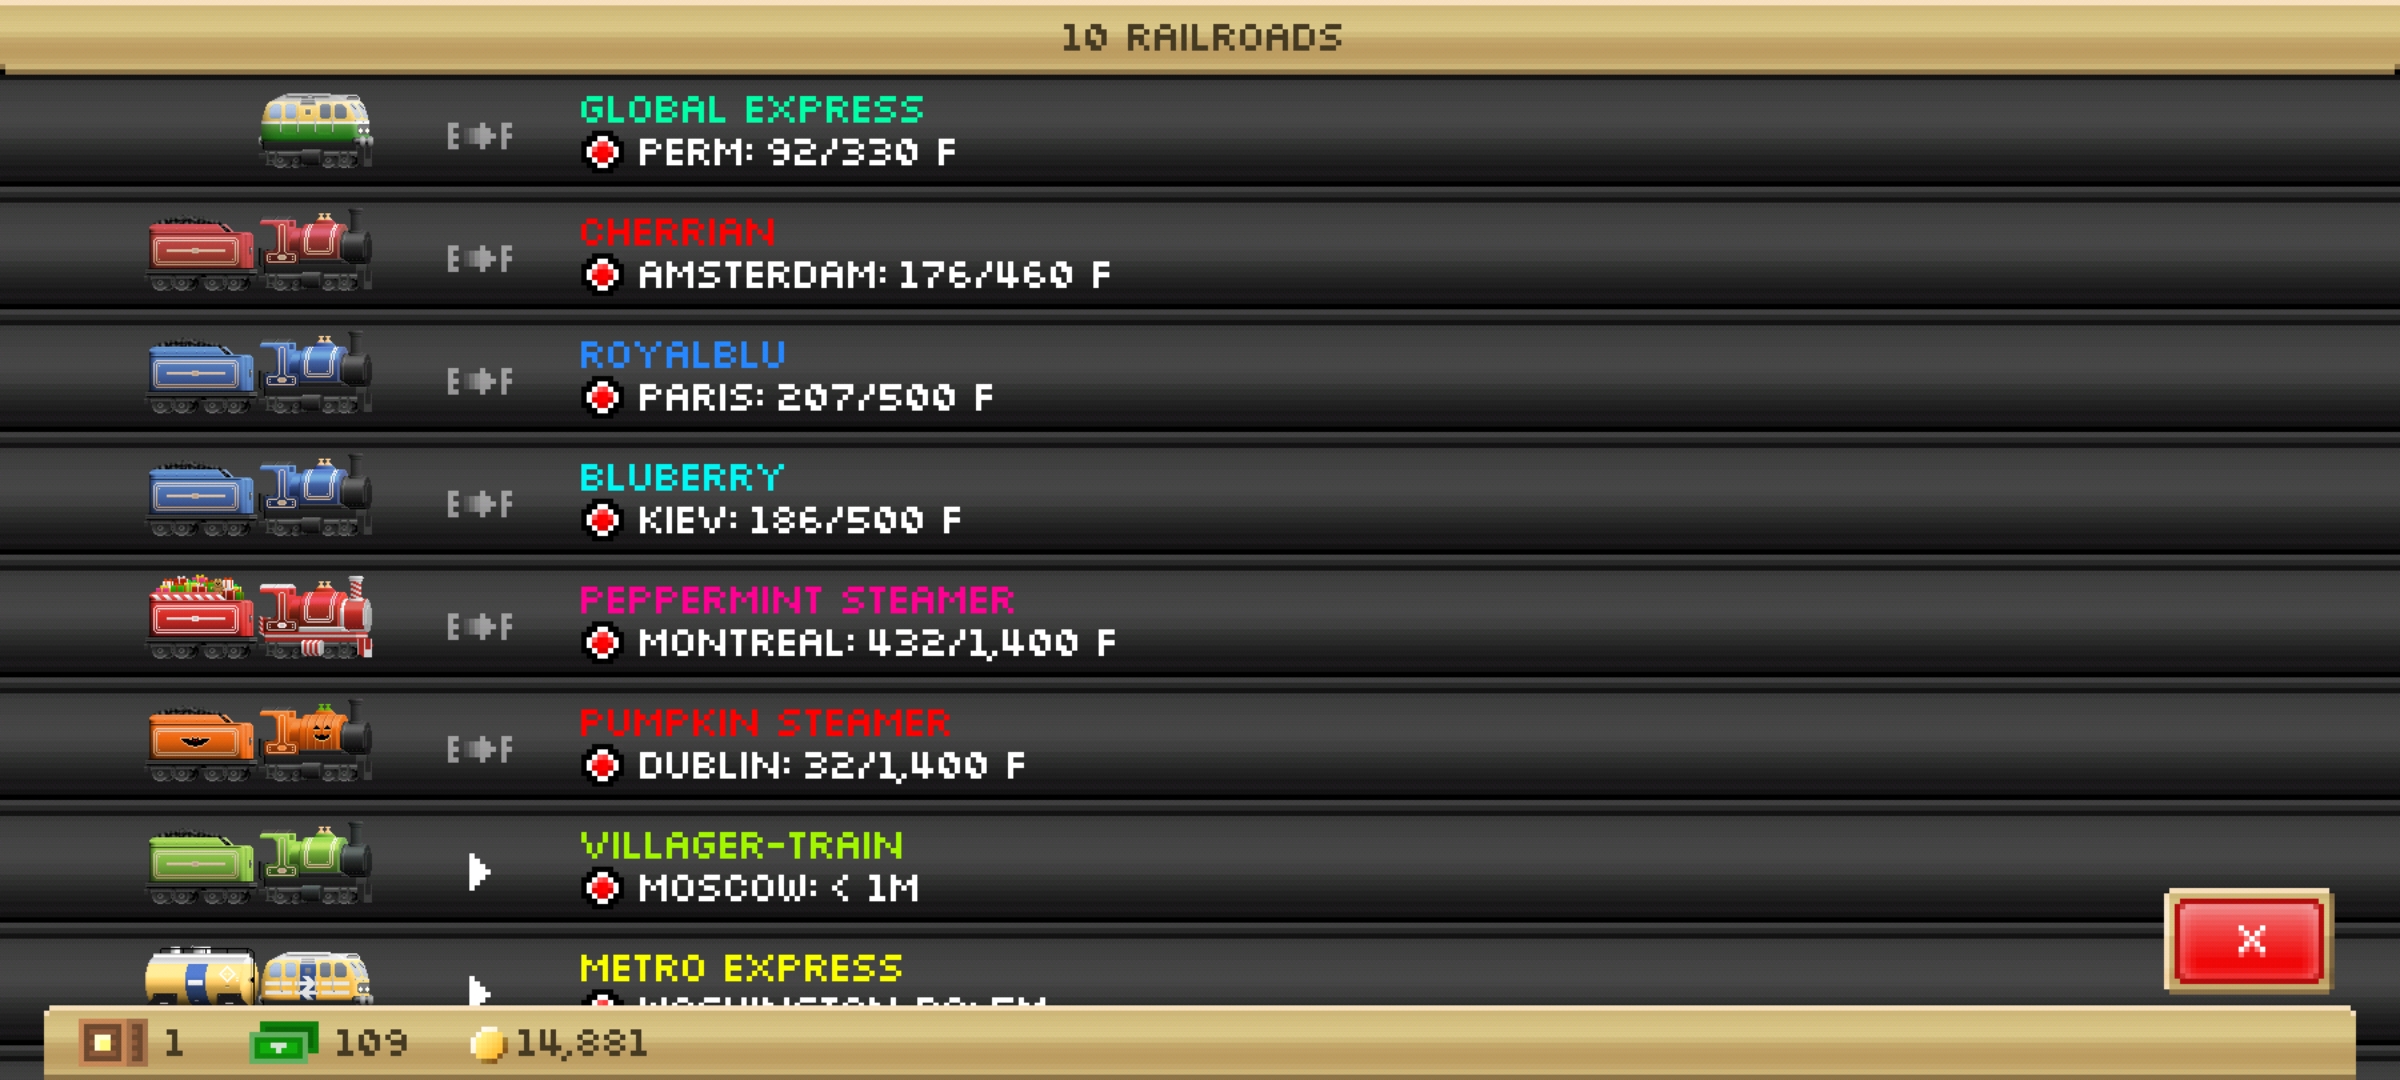 10 RAILROADS
E F
GLOBAL EXPRESS
PERM: 92/330 F
E F
CHERRIAN
AMSTERDAM: 176/460 F
E F
ROYALBLU
PARIS: 207/500 F
E F
BLUBERRY
KIEV: 186/500 F
E F
PEPPERMINT STEAMER
MONTREAL: 432/1,400 F
E F
PUMPKIN STEAMER
DUBLIN: 32/1,400 F
VILLAGER-TRAIN
MOSCOW: < 1M
METRO EXPRESS
X
1 109 14,881